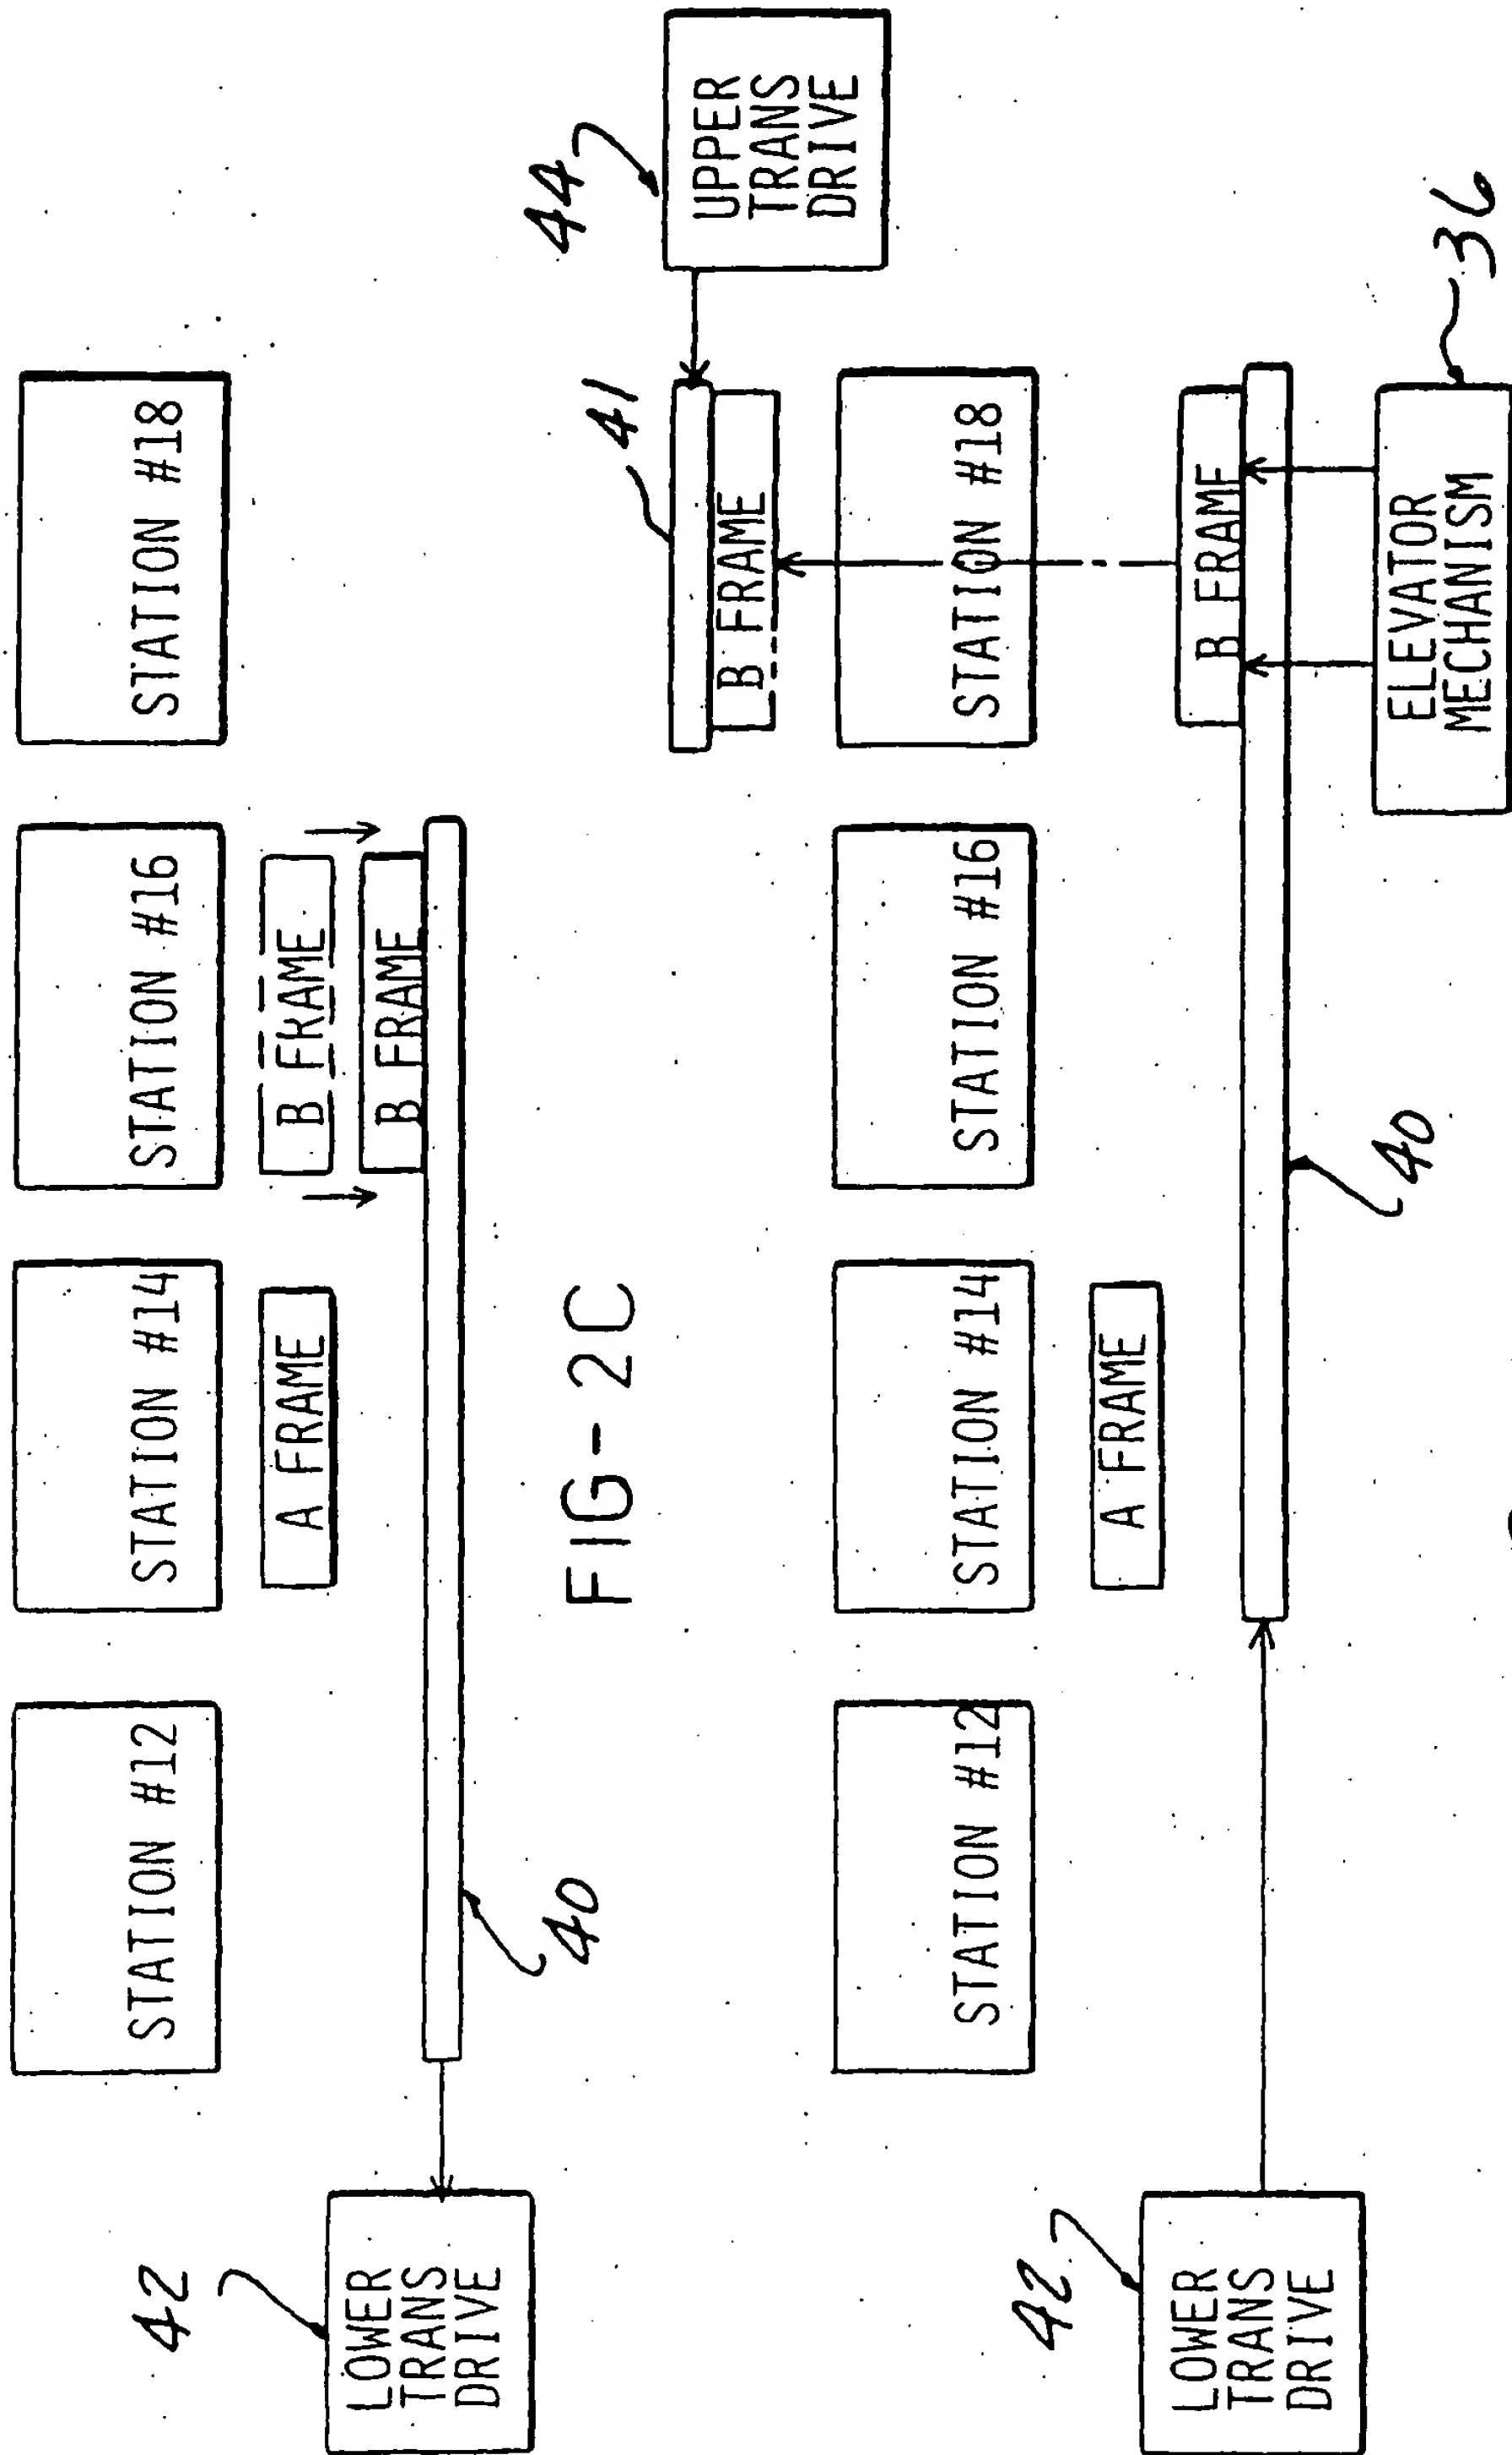 STATION #12
STATION #14
STATION #16
STATION #18
A FRAME
B FRAME
B FRAME
42
LOWER
TRANS
DRIVE
40
FIG-2C
44
UPPER
TRANS
DRIVE
41
B FRAME
STATION #12
STATION #14
STATION #16
STATION #18
A FRAME
B FRAME
42
LOWER
TRANS
DRIVE
40
ELEVATOR
MECHANISM
36